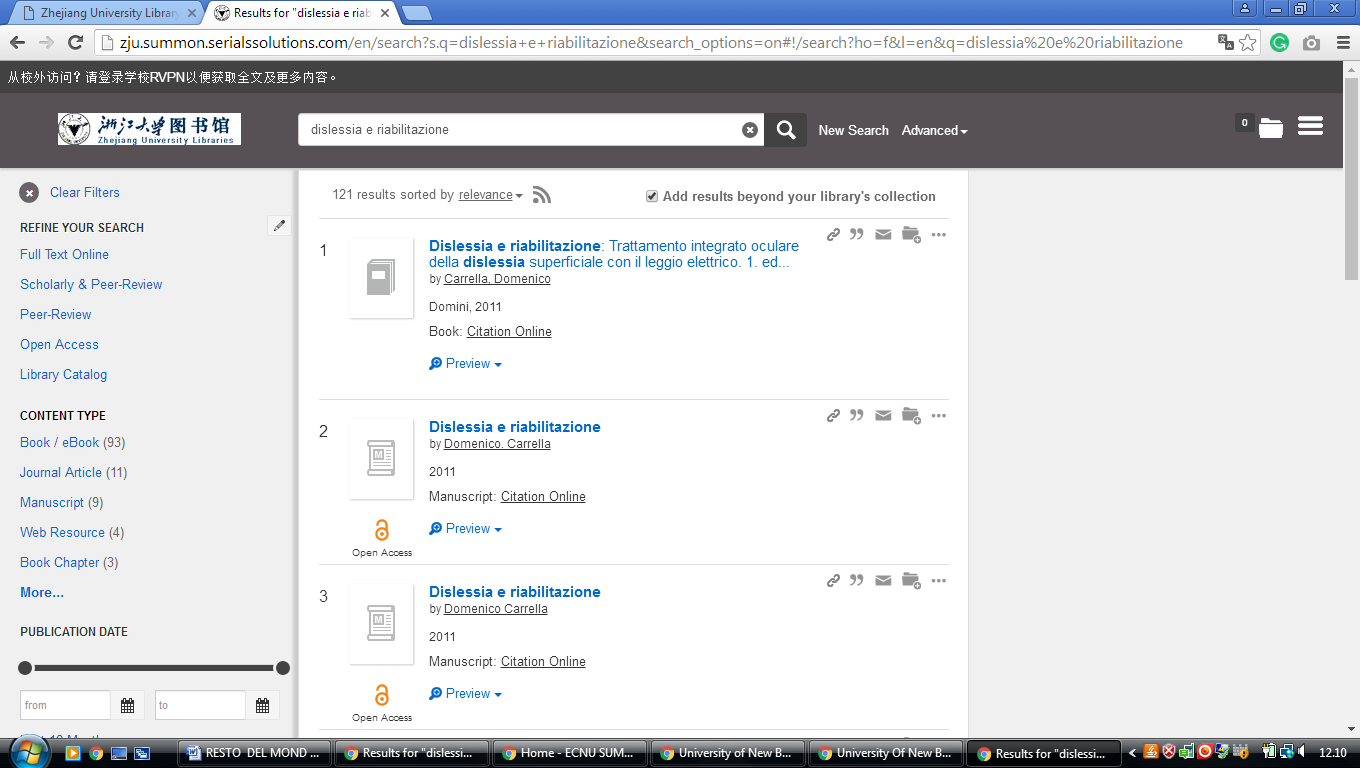 Zhejiang University Library
Results for "dislessia e riab
zju.summon.serialssolutions.com/en/search?s.q=dislessia+e+riabilitazione&search_options=on#!/search?ho=f&l=en&q=dislessia%20e%20riabilitazione
从校外访问？请登录学校RVPN以便获取全文及更多内容。
浙江大学图书馆
Zhejiang University Libraries
dislessia e riabilitazione
New Search
Advanced
0
Clear Filters
REFINE YOUR SEARCH
Full Text Online
Scholarly & Peer-Review
Peer-Review
Open Access
Library Catalog
CONTENT TYPE
Book / eBook (93)
Journal Article (11)
Manuscript (9)
Web Resource (4)
Book Chapter (3)
More...
PUBLICATION DATE
from
to
121 results sorted by relevance
Add results beyond your library's collection
1
Dislessia e riabilitazione: Trattamento integrato oculare
della dislessia superficiale con il leggio elettrico. 1. ed...
by Carrella, Domenico
Domini, 2011
Book: Citation Online
Preview
2
Dislessia e riabilitazione
by Domenico. Carrella
2011
Manuscript: Citation Online
Preview
Open Access
3
Dislessia e riabilitazione
by Domenico Carrella
2011
Manuscript: Citation Online
Preview
Open Access
RESTO DEL MOND ...
Results for "dislessi...
Home - ECNU SUM...
University of New B...
University Of New B...
Results for "dislessi...
12.10